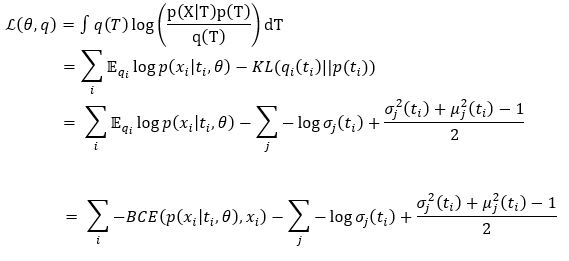 ℒ(θ, q) = ∫ q(T) log (p(X|T)p(T) / q(T)) dT
= ∑_i 𝔼_{q_i} log p(x_i|t_i, θ) − KL(q_i(t_i)||p(t_i))
= ∑_i 𝔼_{q_i} log p(x_i|t_i, θ) − ∑_j − log σ_j(t_i) + (σ_j^2(t_i) + μ_j^2(t_i) − 1) / 2
= ∑_i −BCE(p(x_i|t_i, θ), x_i) − ∑_j − log σ_j(t_i) + (σ_j^2(t_i) + μ_j^2(t_i) − 1) / 2